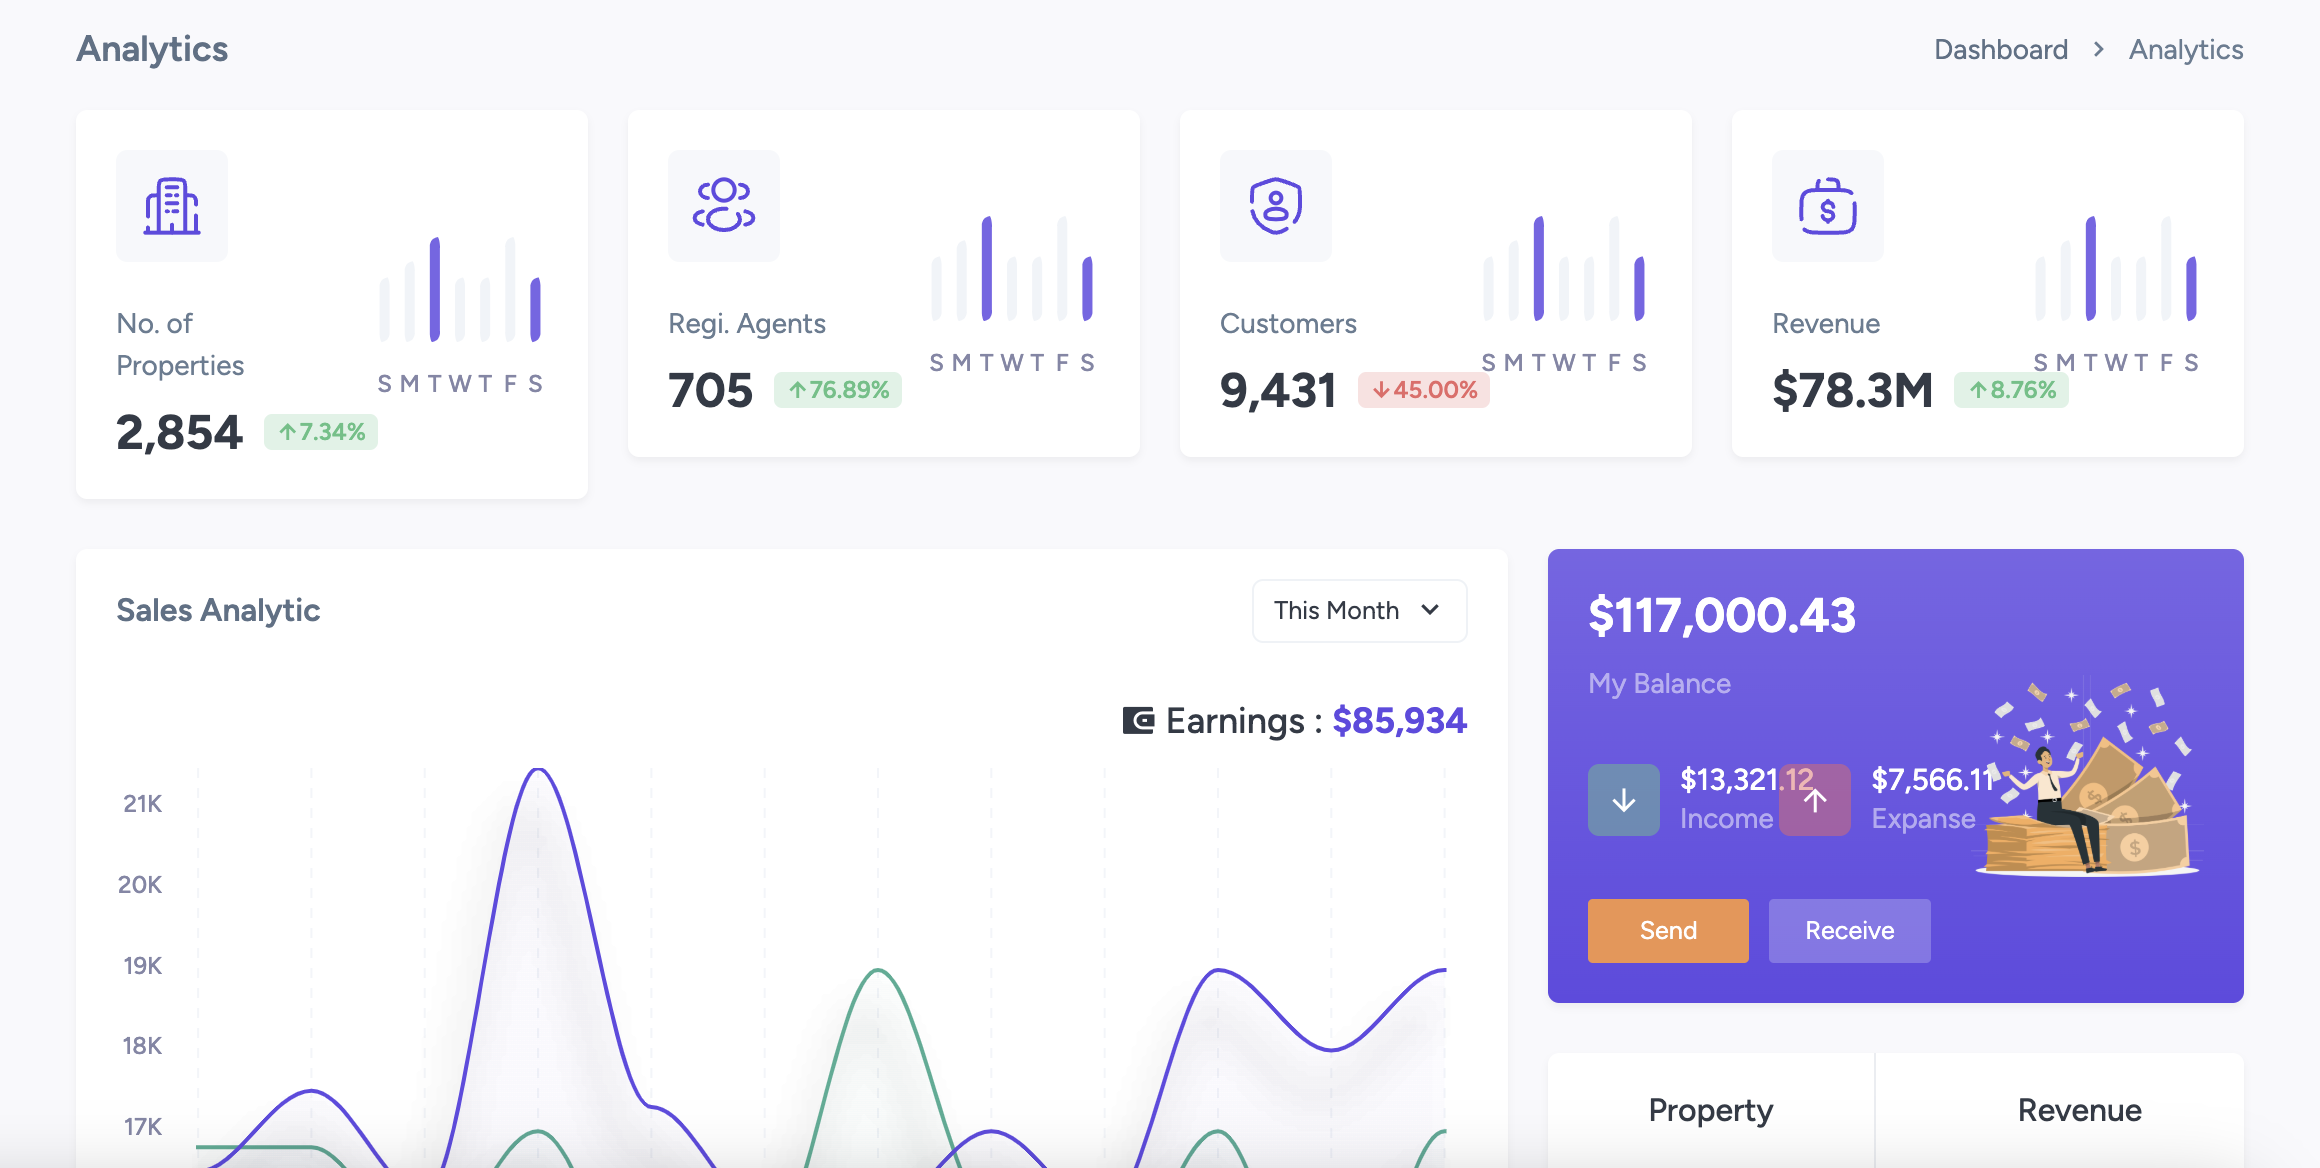 Analytics
Dashboard > Analytics
No. of
Properties
2,854 ↑7.34%
S M T W T F S
Regi. Agents
705 ↑76.89%
S M T W T F S
Customers
9,431 ↓45.00%
S M T W T F S
Revenue
$78.3M ↑8.76%
S M T W T F S
Sales Analytic
This Month
Earnings : $85,934
21K
20K
19K
18K
17K
$117,000.43
My Balance
$13,321.12
Income
$7,566.11
Expanse
Send
Receive
Property
Revenue